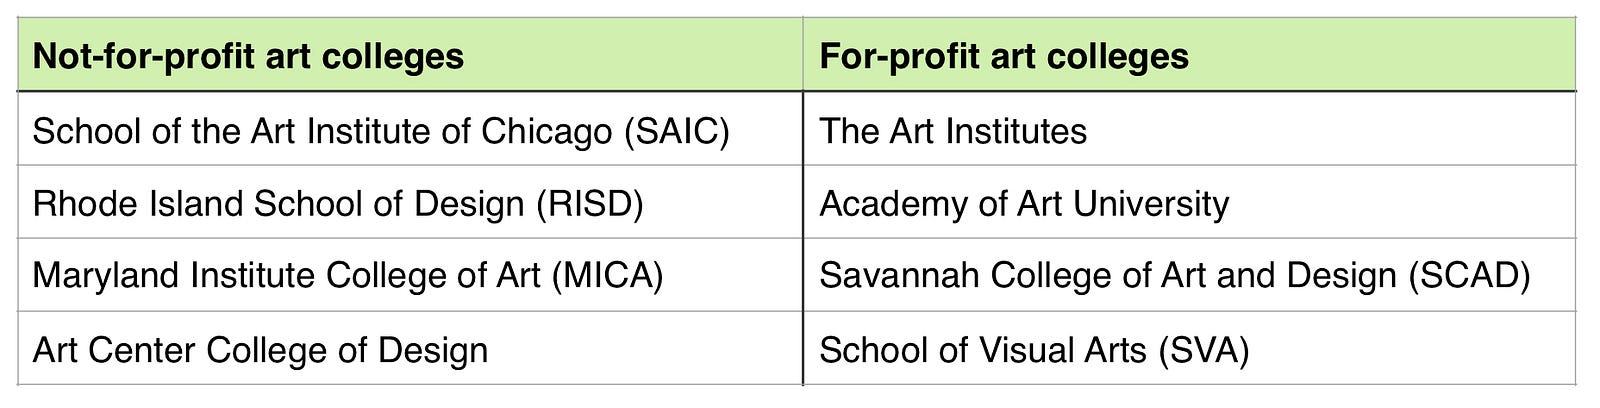 Not-for-profit art colleges For-profit art colleges
School of the Art Institute of Chicago (SAIC) The Art Institutes
Rhode Island School of Design (RISD) Academy of Art University
Maryland Institute College of Art (MICA) Savannah College of Art and Design (SCAD)
Art Center College of Design School of Visual Arts (SVA)